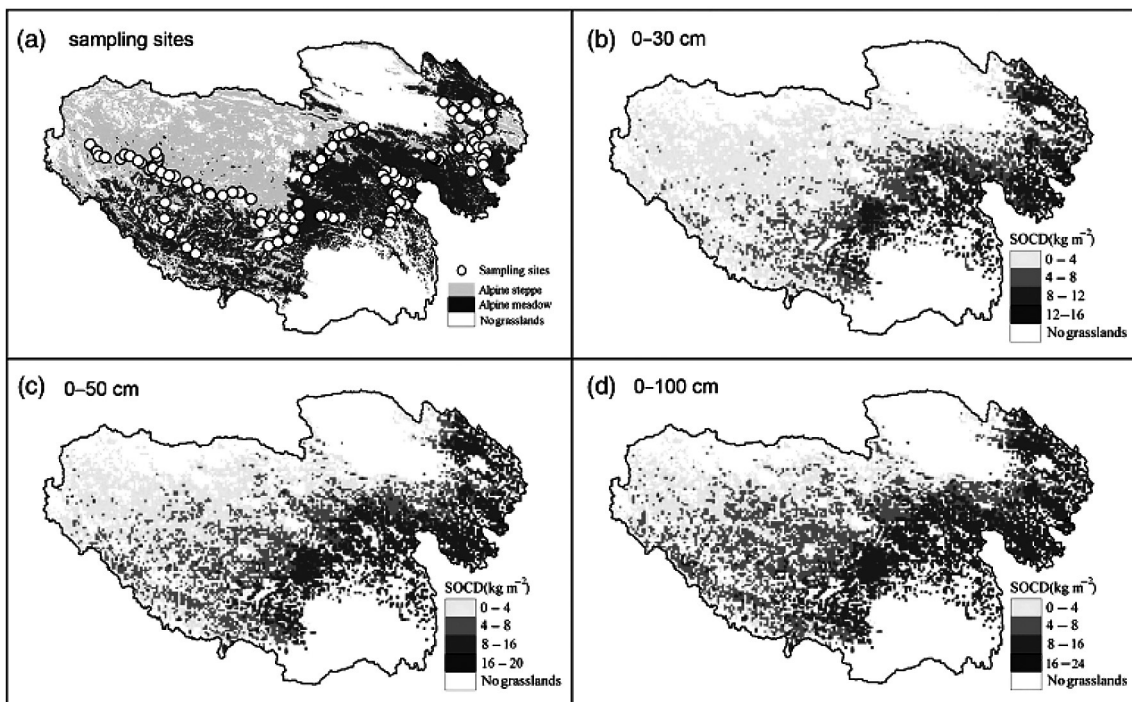 (a) sampling sites
Sampling sites
Alpine steppe
Alpine meadow
No grasslands
(b) 0–30 cm
SOCD(kg m−2)
0 – 4
4 – 8
8 – 12
12 – 16
No grasslands
(c) 0–50 cm
SOCD(kg m−2)
0 – 4
4 – 8
8 – 16
16 – 20
No grasslands
(d) 0–100 cm
SOCD(kg m−2)
0 – 4
4 – 8
8 – 16
16 – 24
No grasslands